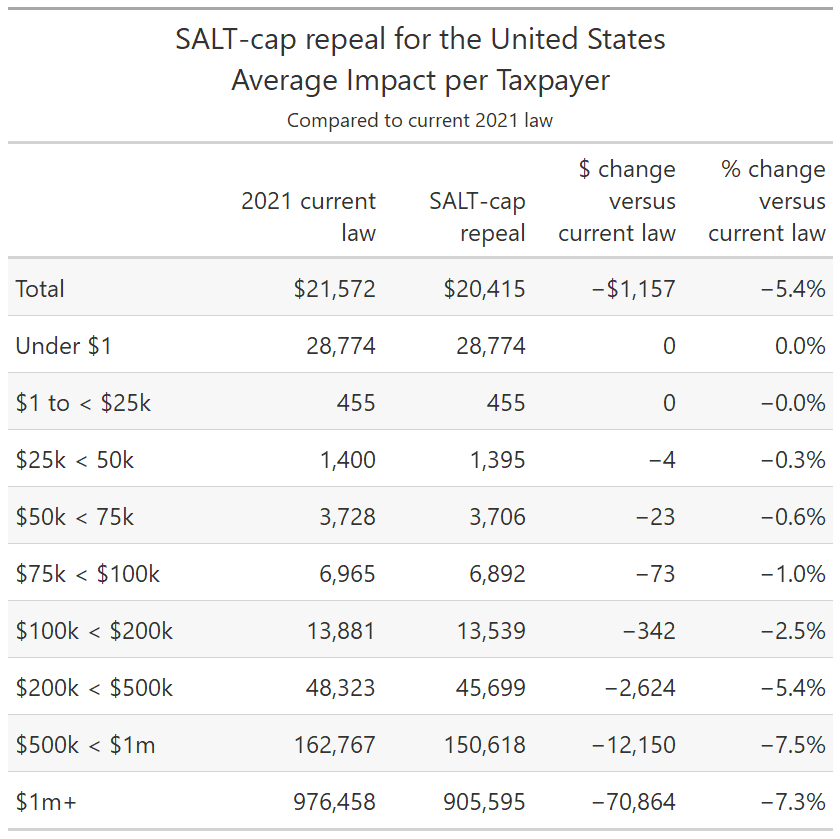 SALT-cap repeal for the United States
Average Impact per Taxpayer
Compared to current 2021 law
$ change % change
2021 current SALT-cap versus versus
law repeal current law current law
Total $21,572 $20,415 −$1,157 −5.4%
Under $1 28,774 28,774 0 0.0%
$1 to < $25k 455 455 0 −0.0%
$25k < 50k 1,400 1,395 −4 −0.3%
$50k < 75k 3,728 3,706 −23 −0.6%
$75k < $100k 6,965 6,892 −73 −1.0%
$100k < $200k 13,881 13,539 −342 −2.5%
$200k < $500k 48,323 45,699 −2,624 −5.4%
$500k < $1m 162,767 150,618 −12,150 −7.5%
$1m+ 976,458 905,595 −70,864 −7.3%